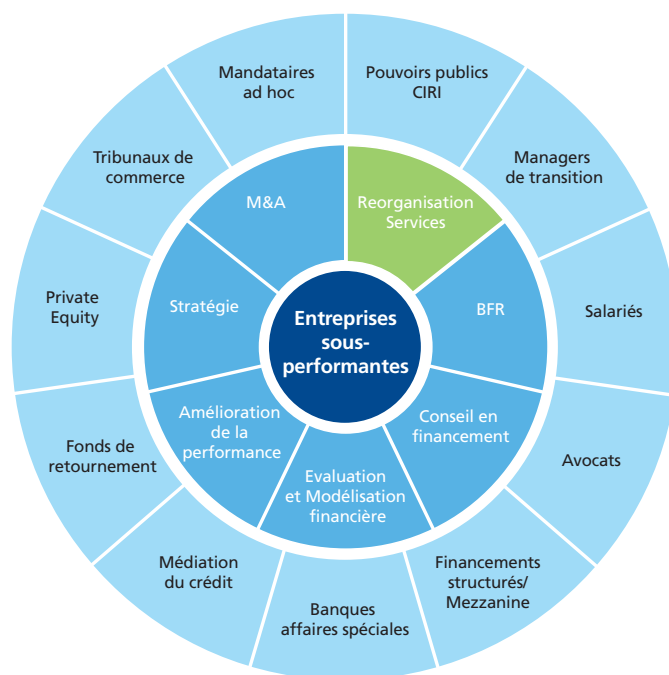 Mandataires
ad hoc
Pouvoirs publics
CIRI
Managers
de transition
Salariés
Avocats
Financements
structurés/
Mezzanine
Banques
affaires spéciales
Médiation
du crédit
Fonds de
retournement
Private
Equity
Tribunaux de
commerce
M&A
Reorganisation
Services
BFR
Conseil en
financement
Evaluation
et Modélisation
financière
Amélioration
de la
performance
Stratégie
Entreprises
sous-
performantes